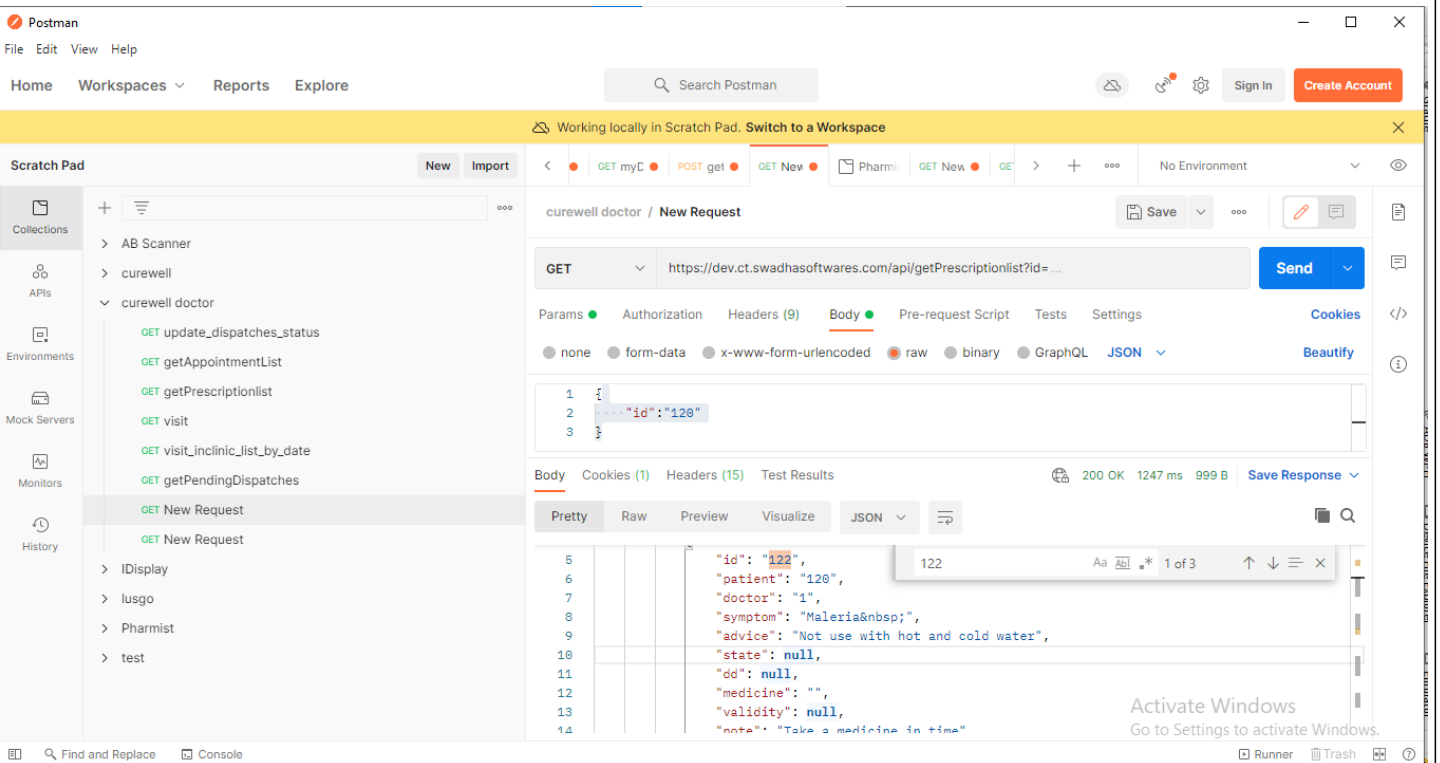 Postman
File Edit View Help
Home Workspaces Reports Explore
Search Postman
Sign In
Create Account
Working locally in Scratch Pad. Switch to a Workspace
Scratch Pad
New Import
GET myD
POST get
GET New
Pharmi
GET New
GET
No Environment
Collections
APIs
Environments
Mock Servers
Monitors
History
AB Scanner
curewell
curewell doctor
GET update_dispatches_status
GET getAppointmentList
GET getPrescriptionlist
GET visit
GET visit_inclinic_list_by_date
GET getPendingDispatches
GET New Request
GET New Request
IDisplay
lusgo
Pharmist
test
curewell doctor / New Request
Save
GET
https://dev.ct.swadhasoftwares.com/api/getPrescriptionlist?id= ...
Send
Params Authorization Headers (9) Body Pre-request Script Tests Settings
Cookies
none form-data x-www-form-urlencoded raw binary GraphQL JSON
Beautify
1 {
2 ····"id":"120"
3 }
Body Cookies (1) Headers (15) Test Results
200 OK 1247 ms 999 B Save Response
Pretty Raw Preview Visualize JSON
122
Aa Abl .* 1 of 3
5 "id": "122",
6 "patient": "120",
7 "doctor": "1",
8 "symptom": "Maleria&nbsp;",
9 "advice": "Not use with hot and cold water",
10 "state": null,
11 "dd": null,
12 "medicine": "",
13 "validity": null,
14 "note": "Take a medicine in time"
Activate Windows
Go to Settings to activate Windows.
Find and Replace Console
Runner Trash